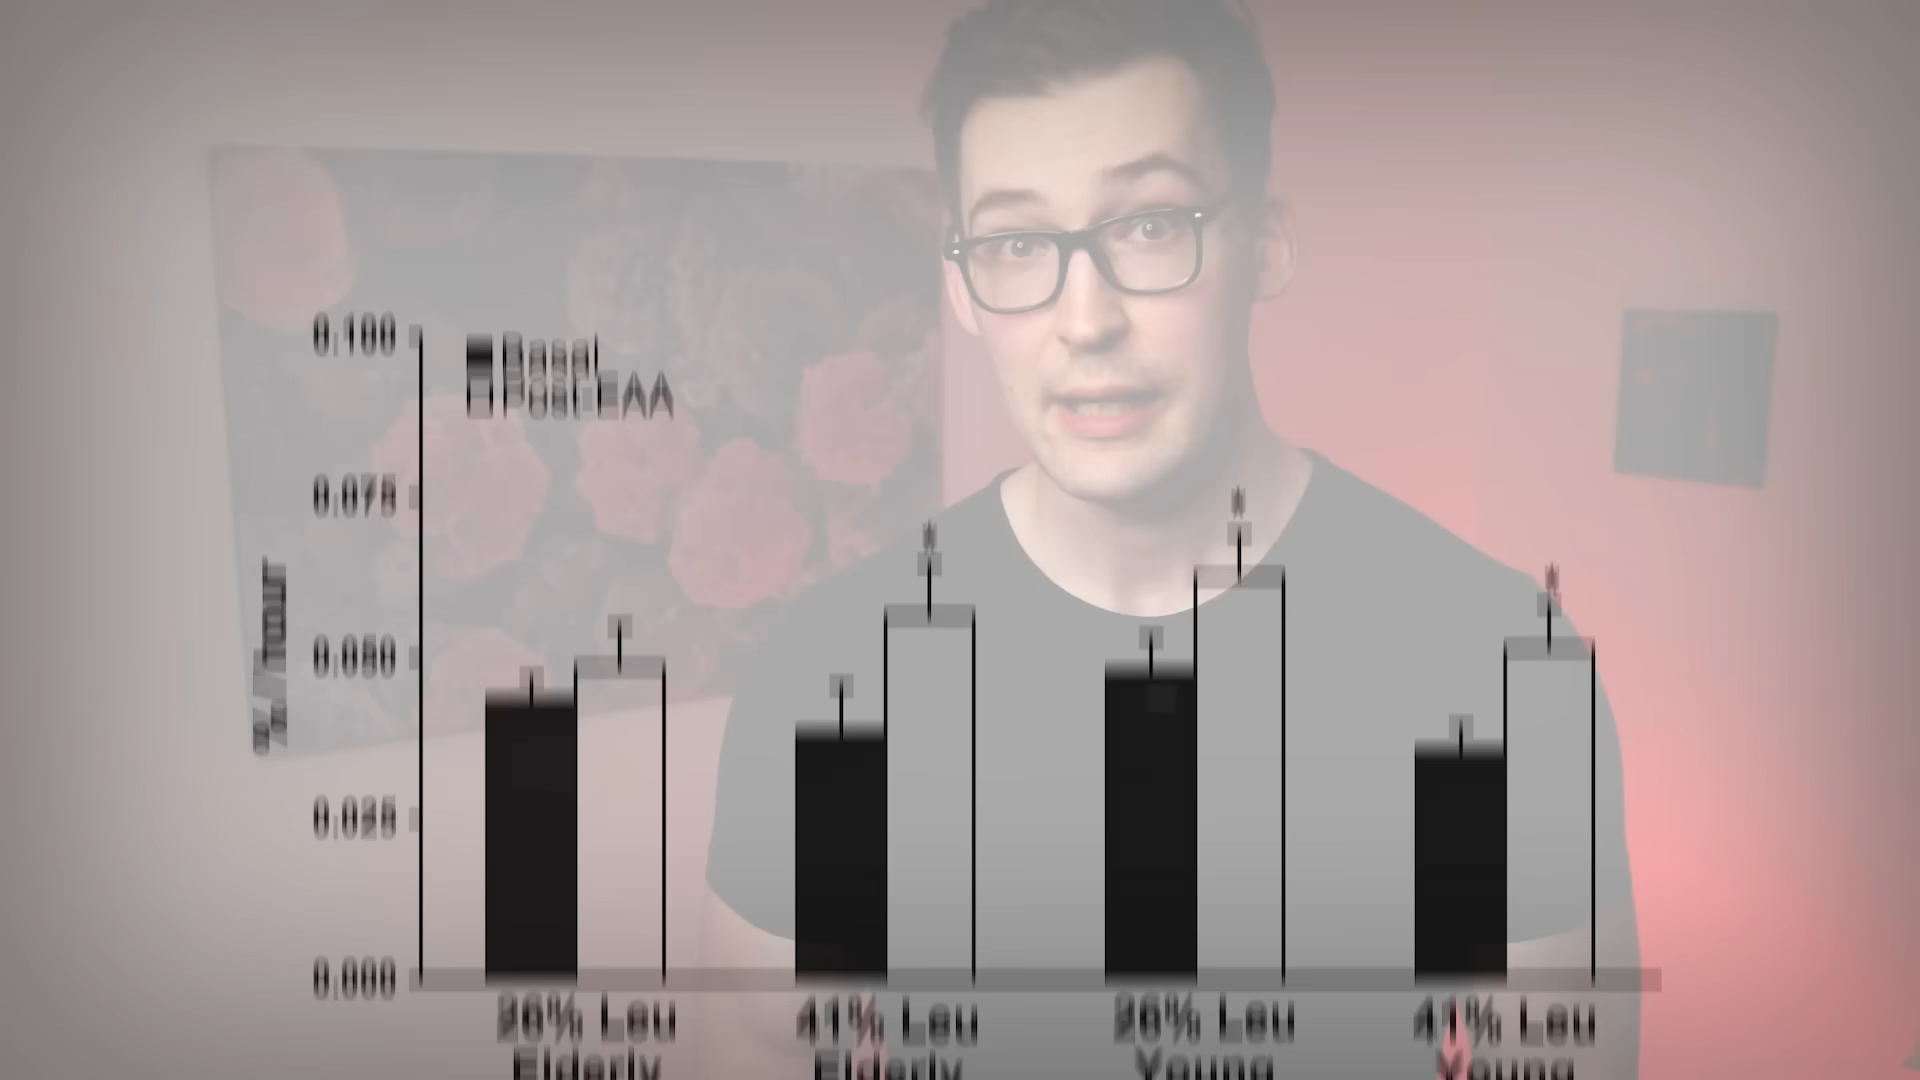 0.100
Basal
Post EAA
0.075
%/hour
0.050
0.025
0.000
26% Leu
Elderly
41% Leu
Elderly
26% Leu
Young
41% Leu
Young